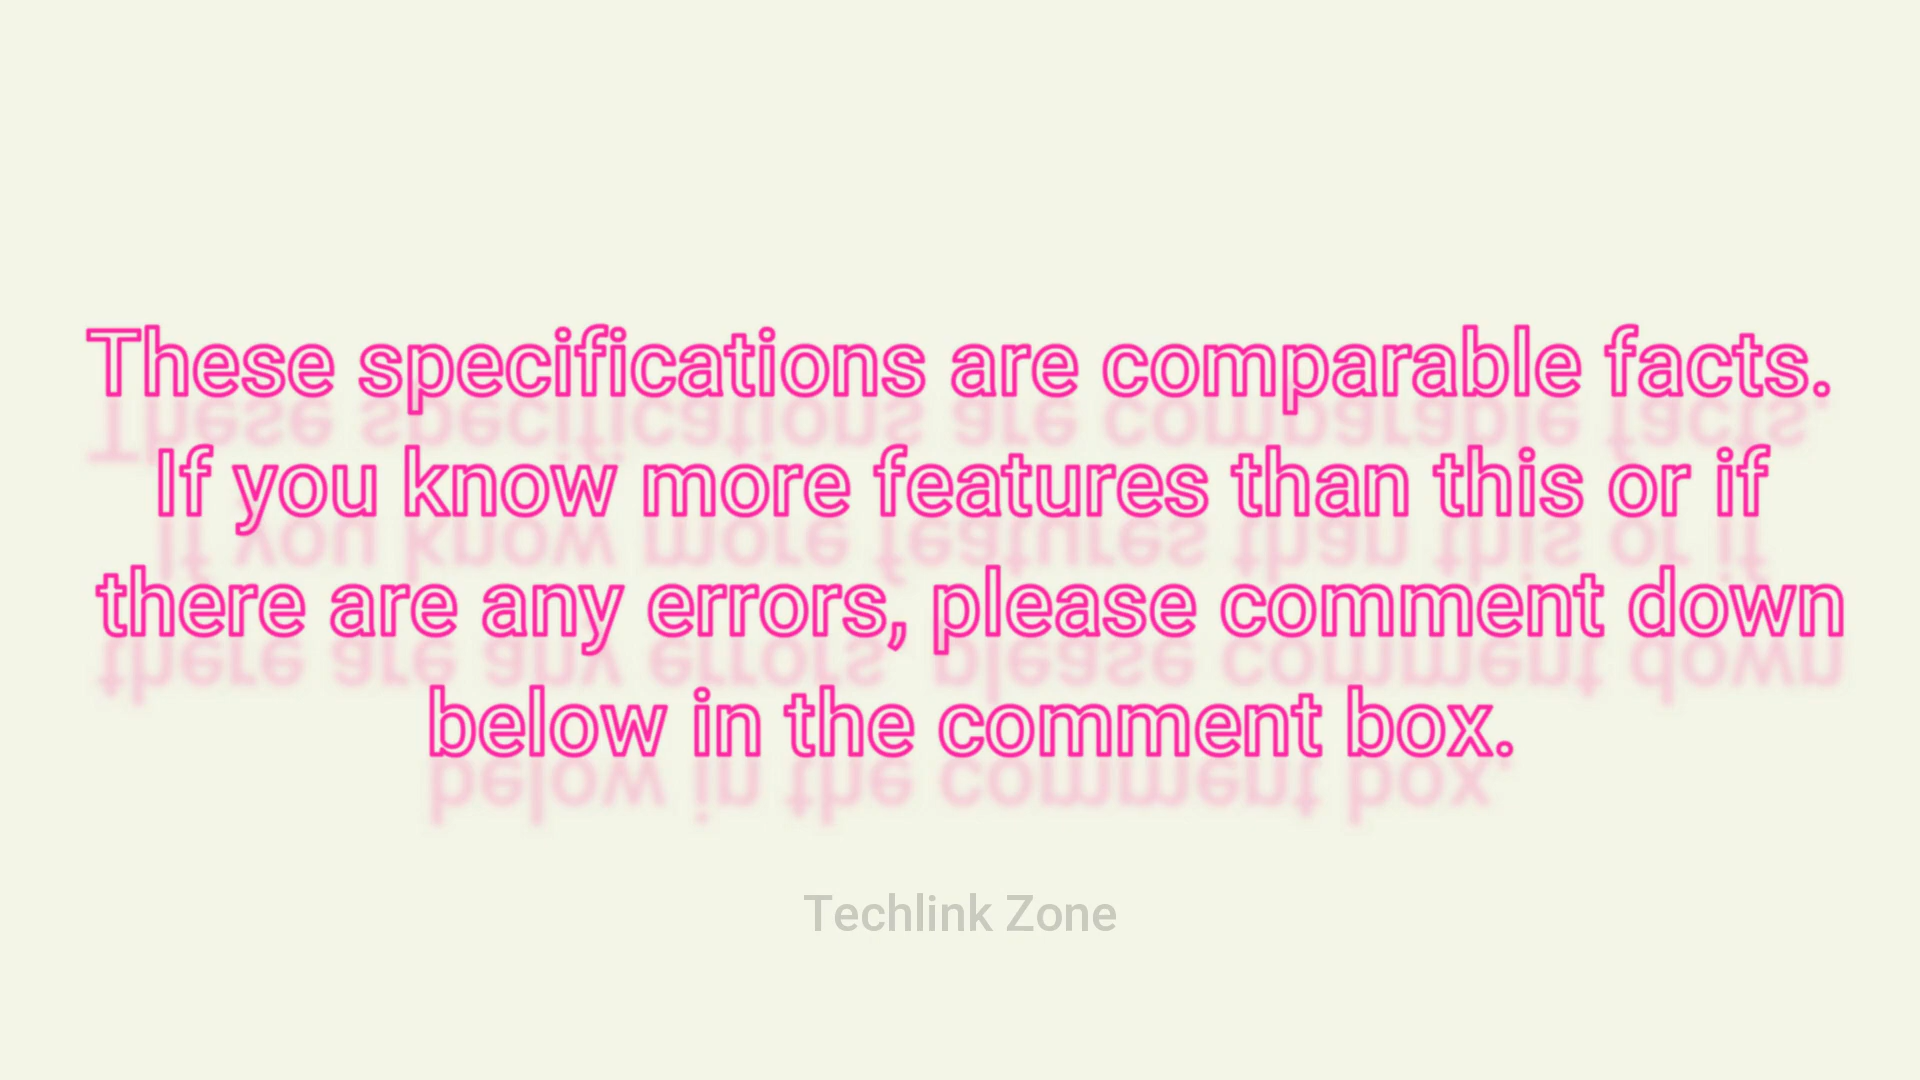 These specifications are comparable facts.
If you know more features than this or if
there are any errors, please comment down
below in the comment box.
Techlink Zone